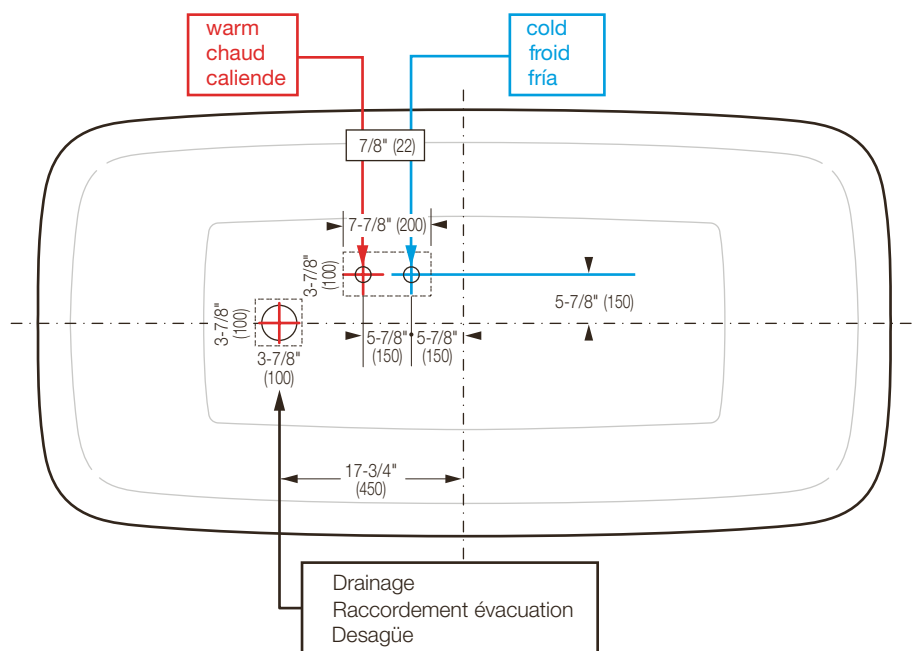 warm
chaud
caliende
cold
froid
fría
7/8" (22)
7-7/8" (200)
3-7/8"
(100)
5-7/8" (150)
3-7/8"
(100)
5-7/8"
(150)
5-7/8"
(150)
3-7/8"
(100)
17-3/4"
(450)
Drainage
Raccordement évacuation
Desagüe